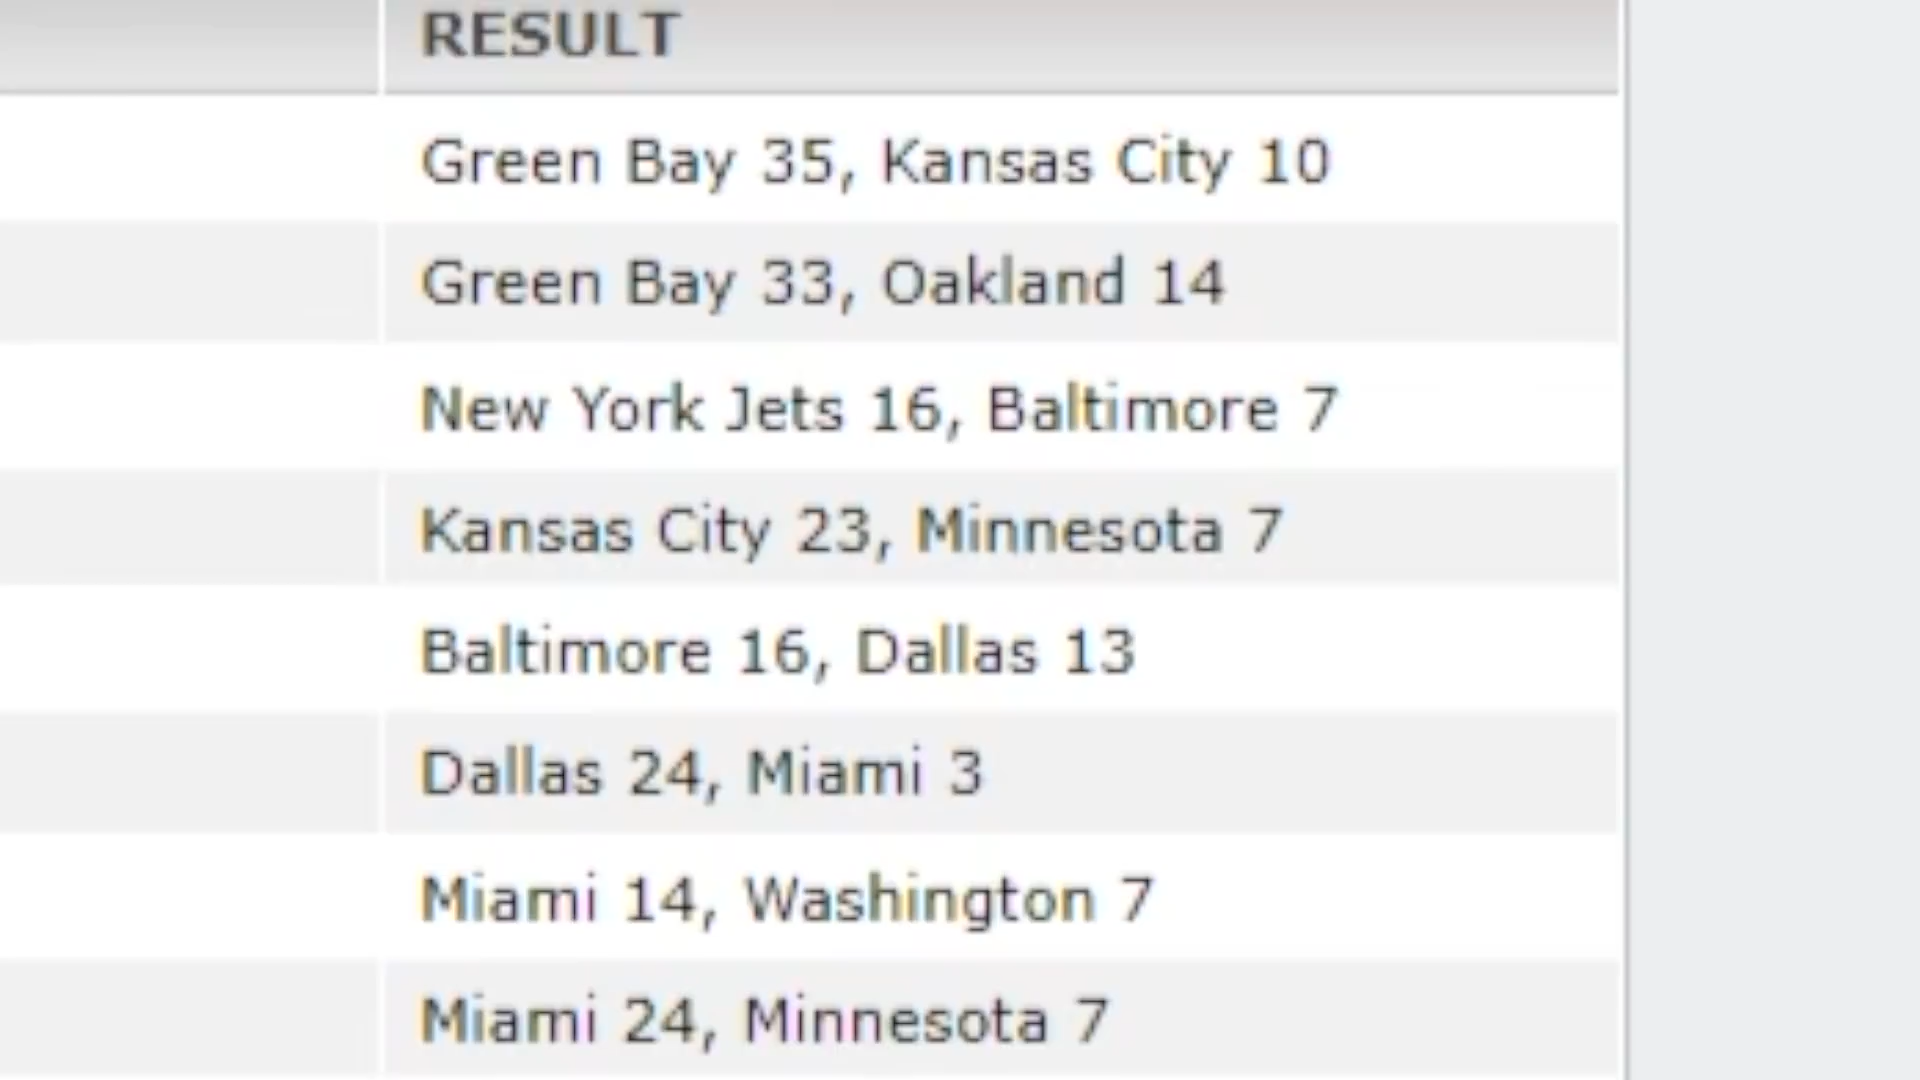 RESULT
Green Bay 35, Kansas City 10
Green Bay 33, Oakland 14
New York Jets 16, Baltimore 7
Kansas City 23, Minnesota 7
Baltimore 16, Dallas 13
Dallas 24, Miami 3
Miami 14, Washington 7
Miami 24, Minnesota 7